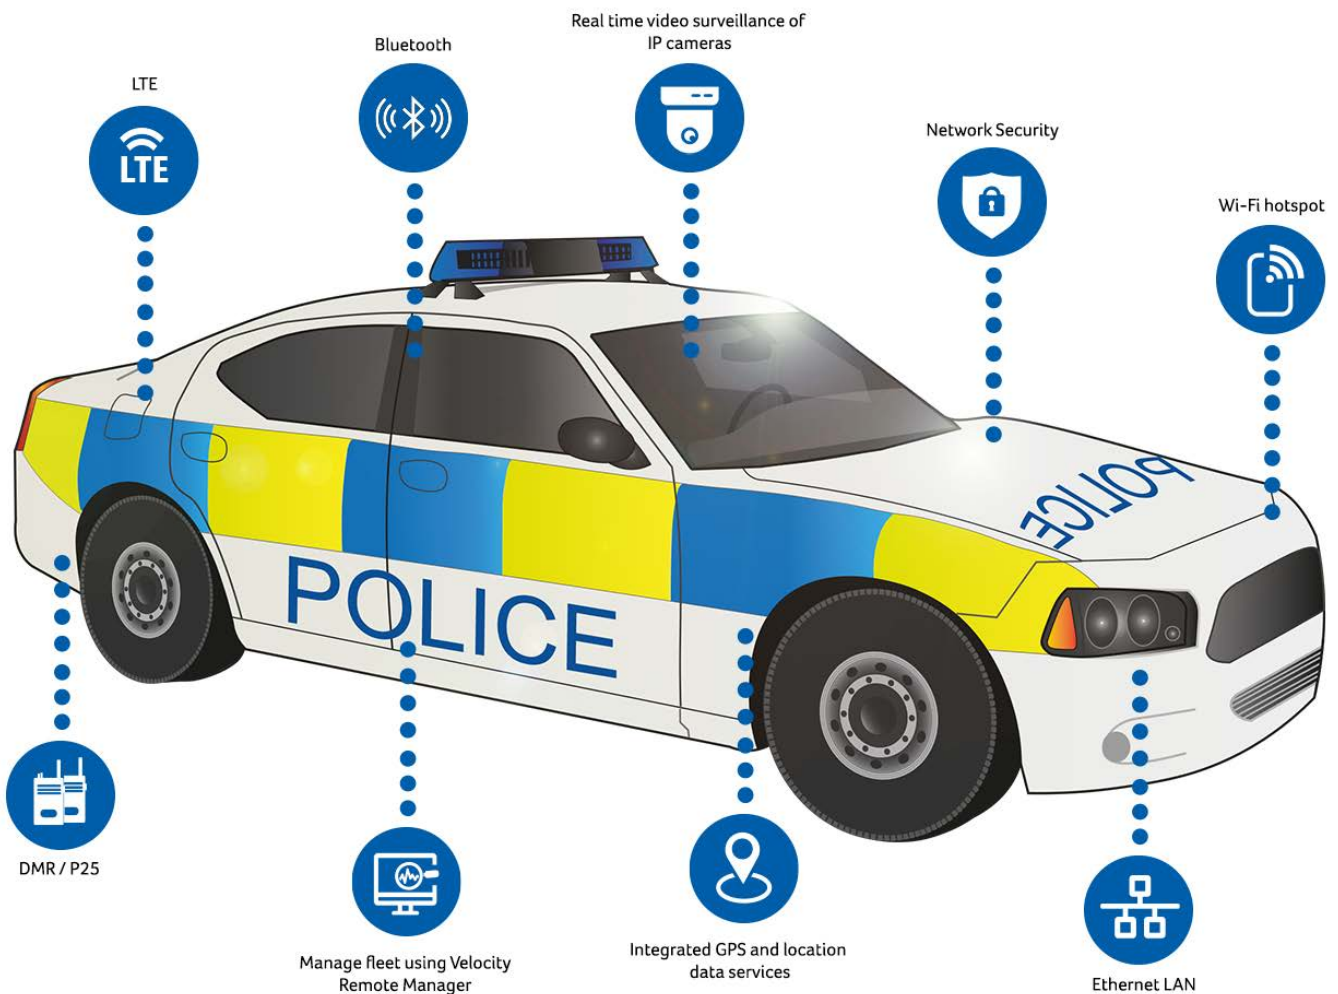 Real time video surveillance of
IP cameras
Bluetooth
LTE
LTE
Network Security
Wi-Fi hotspot
POLICE
POLICE
DMR / P25
Manage fleet using Velocity
Remote Manager
Integrated GPS and location
data services
Ethernet LAN